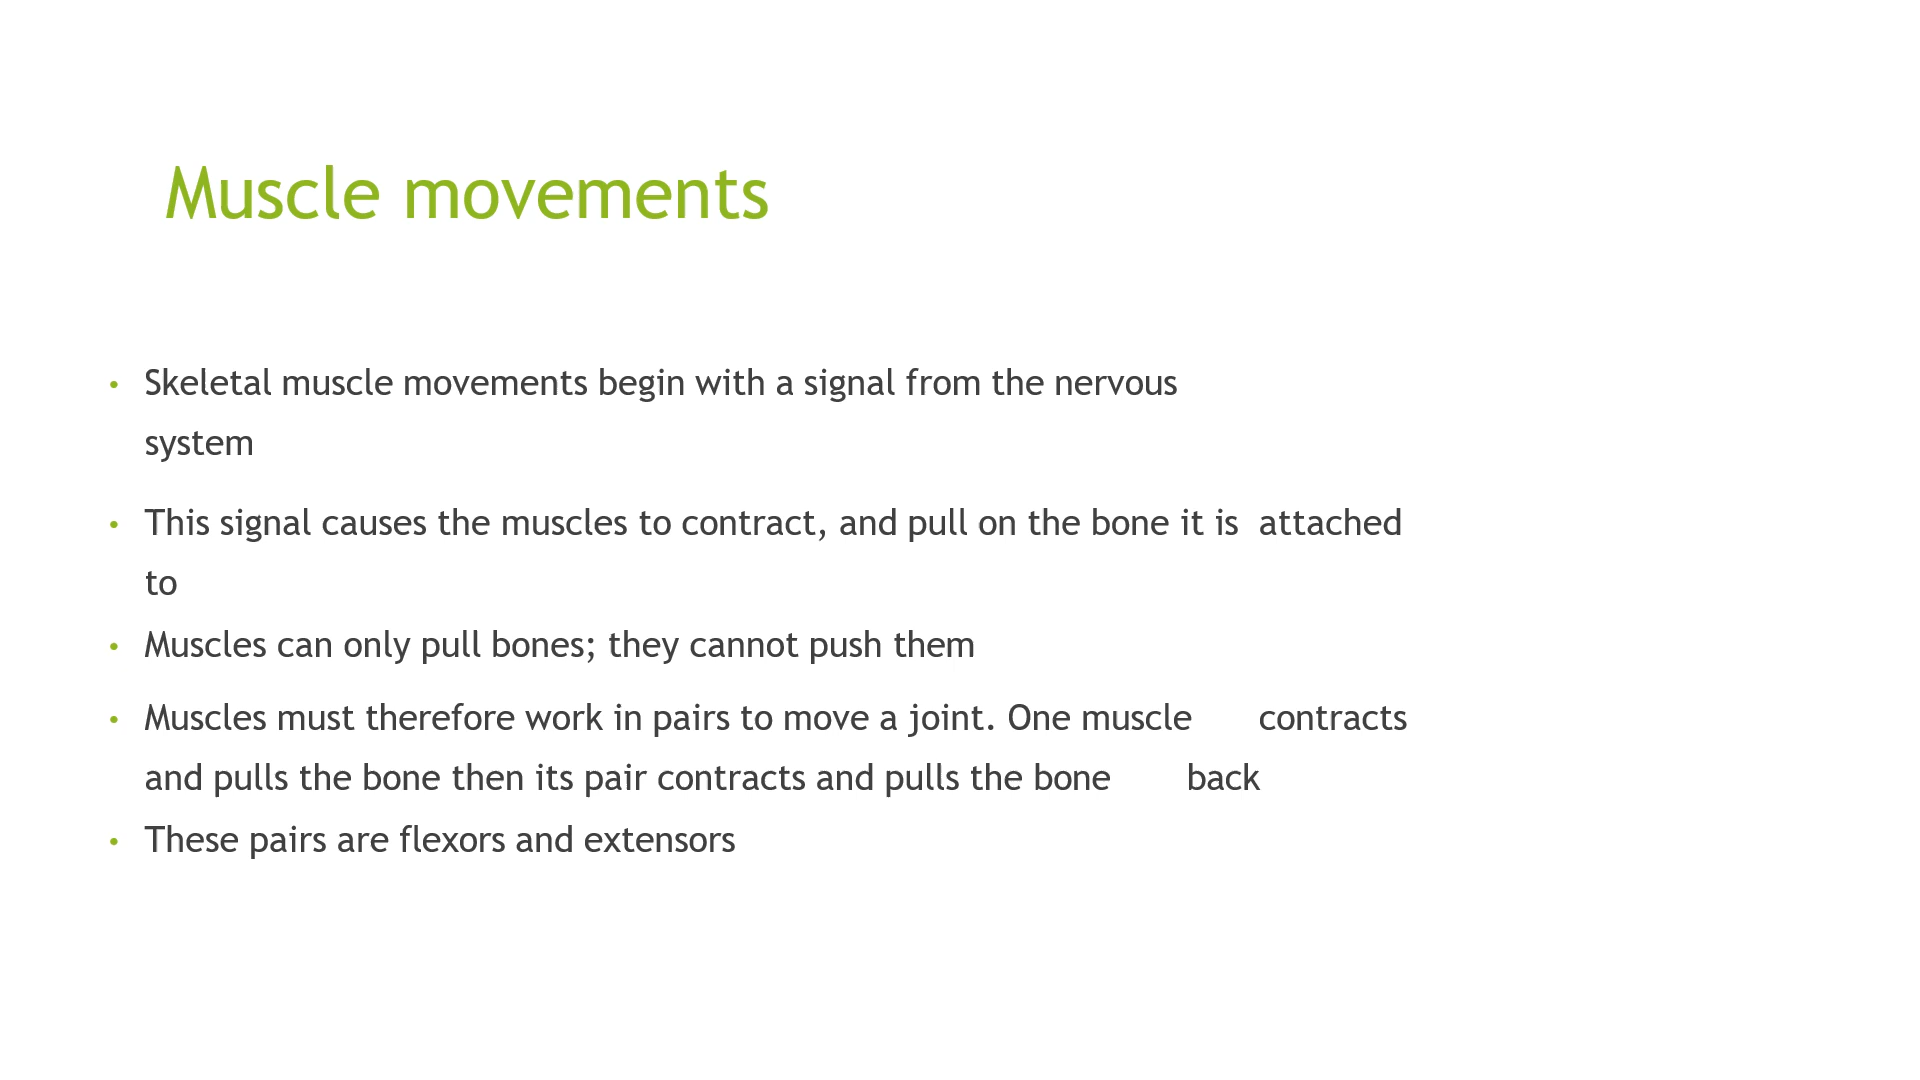 Muscle movements
• Skeletal muscle movements begin with a signal from the nervous
system
• This signal causes the muscles to contract, and pull on the bone it is attached
to
• Muscles can only pull bones; they cannot push them
• Muscles must therefore work in pairs to move a joint. One muscle contracts
and pulls the bone then its pair contracts and pulls the bone back
• These pairs are flexors and extensors